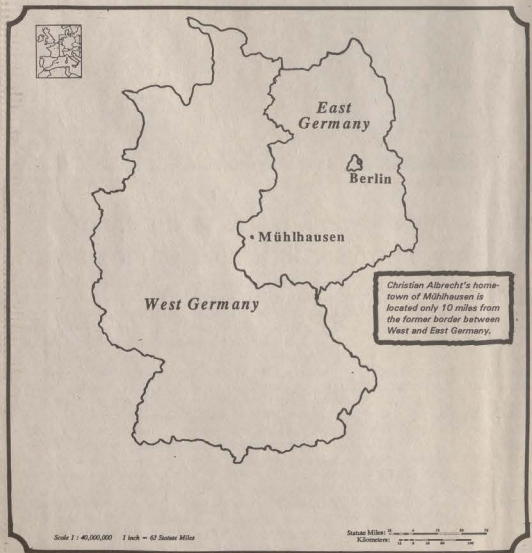 East
Germany
Berlin
Mühlhausen
West Germany
Christian Albrecht's home-
town of Mühlhausen is
located only 10 miles from
the former border between
West and East Germany.
Scale 1 : 40,000,000 1 inch = 63 Statute Miles
Statute Miles:
Kilometers: